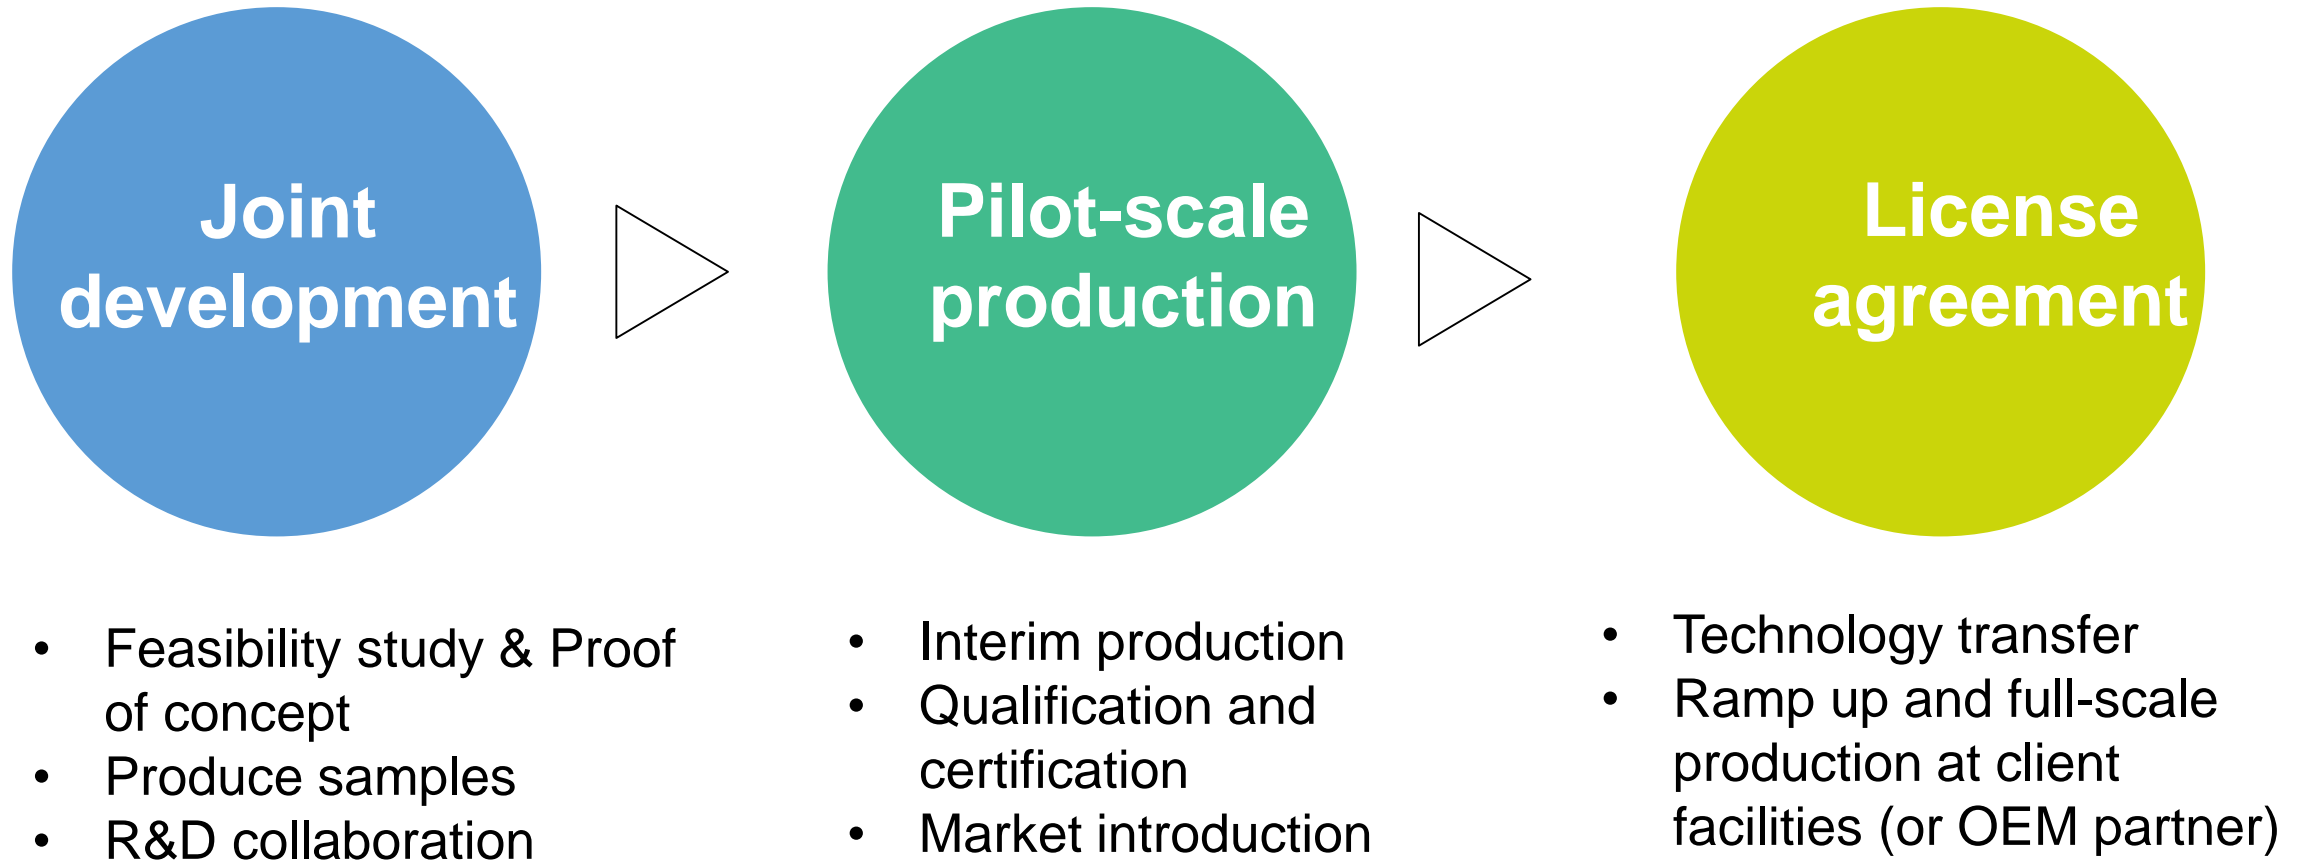 Joint
development
Pilot-scale
production
License
agreement
• Feasibility study & Proof
of concept
• Produce samples
• R&D collaboration
• Interim production
• Qualification and
certification
• Market introduction
• Technology transfer
• Ramp up and full-scale
production at client
facilities (or OEM partner)